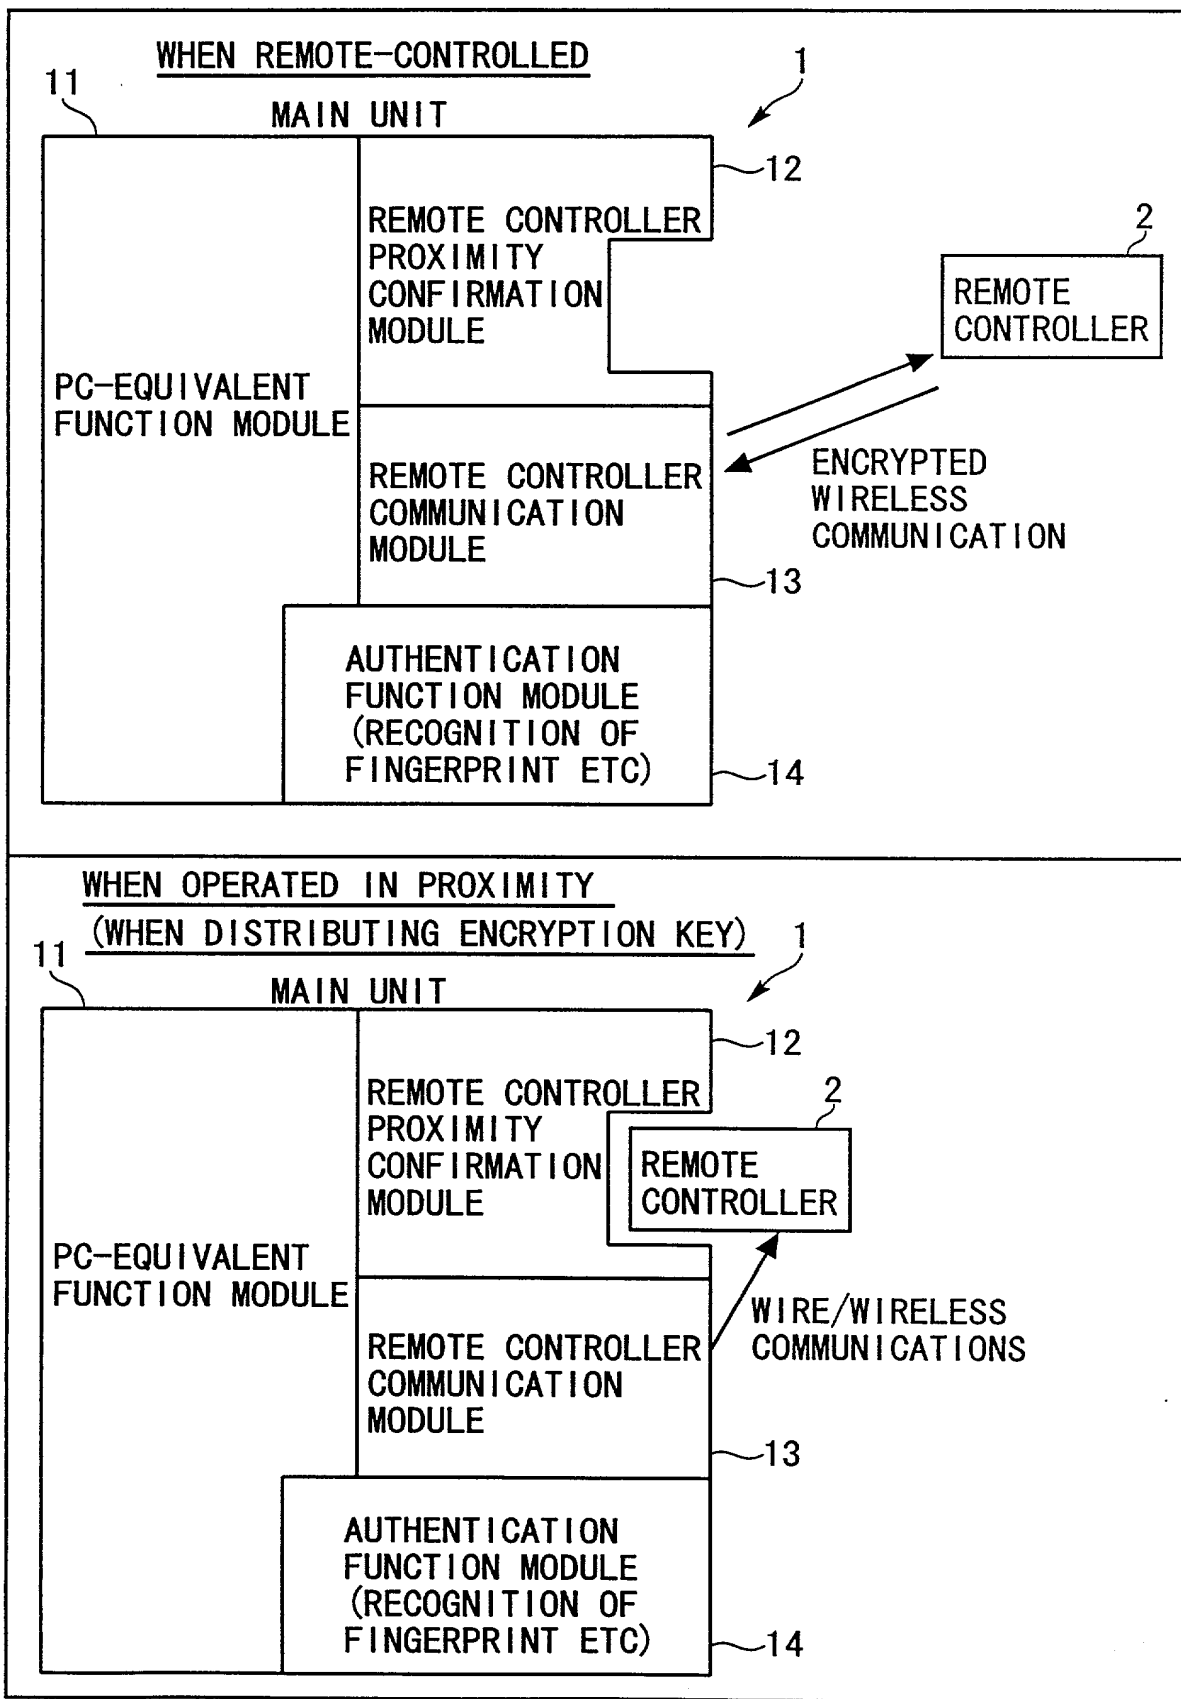 WHEN REMOTE-CONTROLLED
11
1
MAIN UNIT
12
REMOTE CONTROLLER
PROXIMITY
CONFIRMATION
MODULE
2
REMOTE
CONTROLLER
PC-EQUIVALENT
FUNCTION MODULE
REMOTE CONTROLLER
COMMUNICATION
MODULE
ENCRYPTED
WIRELESS
COMMUNICATION
13
AUTHENTICATION
FUNCTION MODULE
(RECOGNITION OF
FINGERPRINT ETC)
14
WHEN OPERATED IN PROXIMITY
(WHEN DISTRIBUTING ENCRYPTION KEY)
11
1
MAIN UNIT
12
REMOTE CONTROLLER
PROXIMITY
CONFIRMATION
MODULE
2
REMOTE
CONTROLLER
PC-EQUIVALENT
FUNCTION MODULE
WIRE/WIRELESS
COMMUNICATIONS
REMOTE CONTROLLER
COMMUNICATION
MODULE
13
AUTHENTICATION
FUNCTION MODULE
(RECOGNITION OF
FINGERPRINT ETC)
14